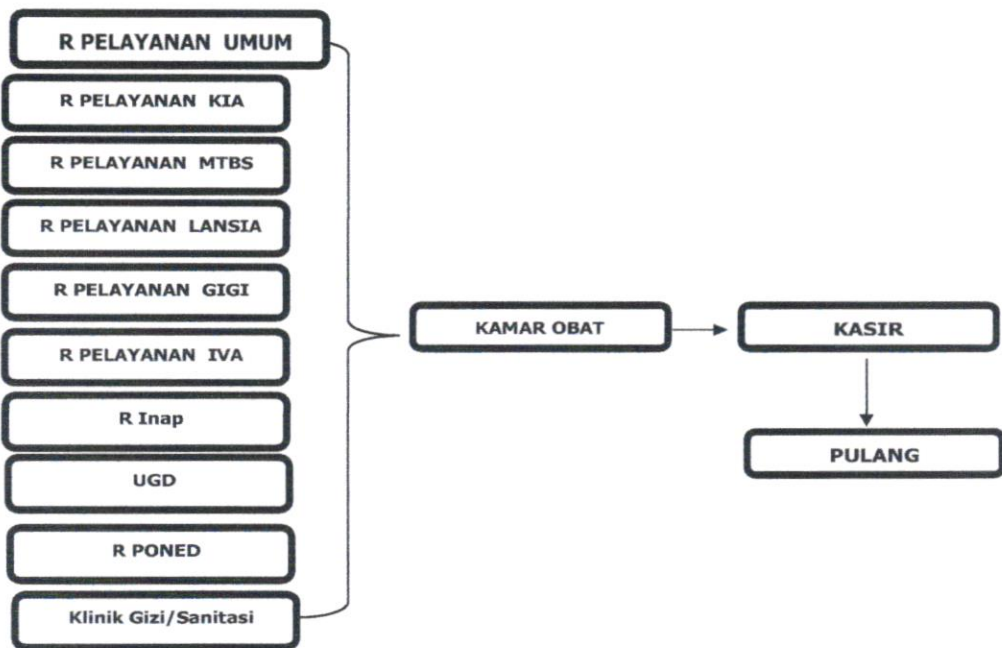 R PELAYANAN UMUM
R PELAYANAN KIA
R PELAYANAN MTBS
R PELAYANAN LANSIA
R PELAYANAN GIGI
R PELAYANAN IVA
R Inap
UGD
R PONED
Klinik Gizi/Sanitasi
KAMAR OBAT
KASIR
PULANG